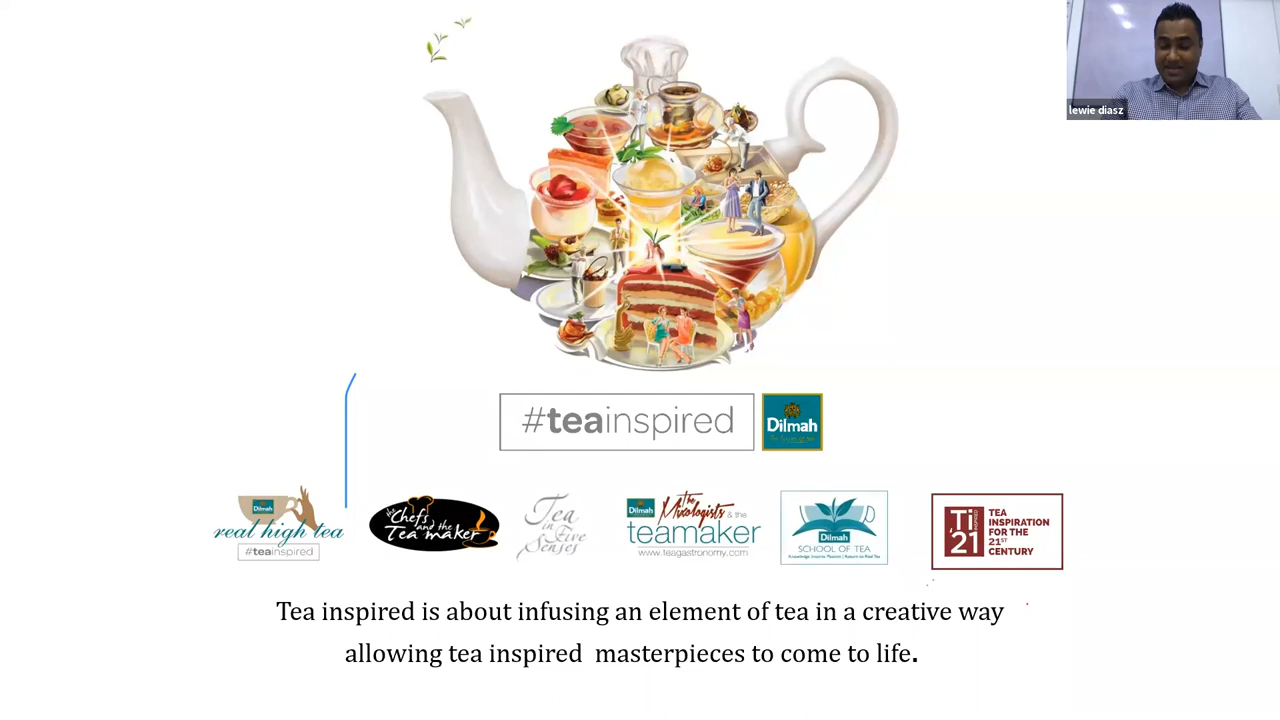 lewie diasz
#teainspired
Dilmah
Dilmah
real high tea
#teainspired
the Chefs
and the
Tea maker
Tea
in
Five
Senses
Dilmah
The Mixologists & the
teamaker
www.teagastronomy.com
Dilmah
SCHOOL OF TEA
Ti
INSPIRED
'21
TEA
INSPIRATION
FOR THE
21ST
CENTURY
Tea inspired is about infusing an element of tea in a creative way
allowing tea inspired masterpieces to come to life.